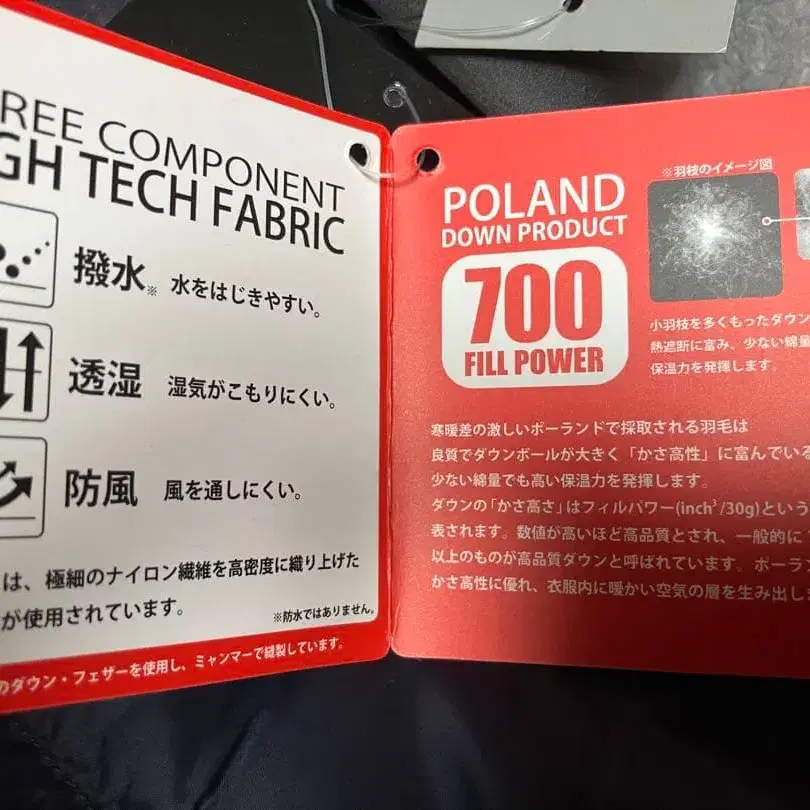 REE COMPONENT
GH TECH FABRIC
撥水※ 水をはじきやすい。
透湿 湿気がこもりにくい。
防風 風を通しにくい。
は、極細のナイロン繊維を高密度に織り上げた
が使用されています。
※防水ではありません。
のダウン・フェザーを使用し、ミャンマーで縫製しています。
※羽枝のイメージ図
POLAND
DOWN PRODUCT
700
FILL POWER
小羽枝を多くもったダウン
熱遮断に富み、少ない綿量
保温力を発揮します。
寒暖差の激しいポーランドで採取される羽毛は
良質でダウンボールが大きく「かさ高性」に富んでいる
少ない綿量でも高い保温力を発揮します。
ダウンの「かさ高さ」はフィルパワー(inch³/30g)という
表されます。数値が高いほど高品質とされ、一般的に
以上のものが高品質ダウンと呼ばれています。ポーラン
かさ高性に優れ、衣服内に暖かい空気の層を生み出し